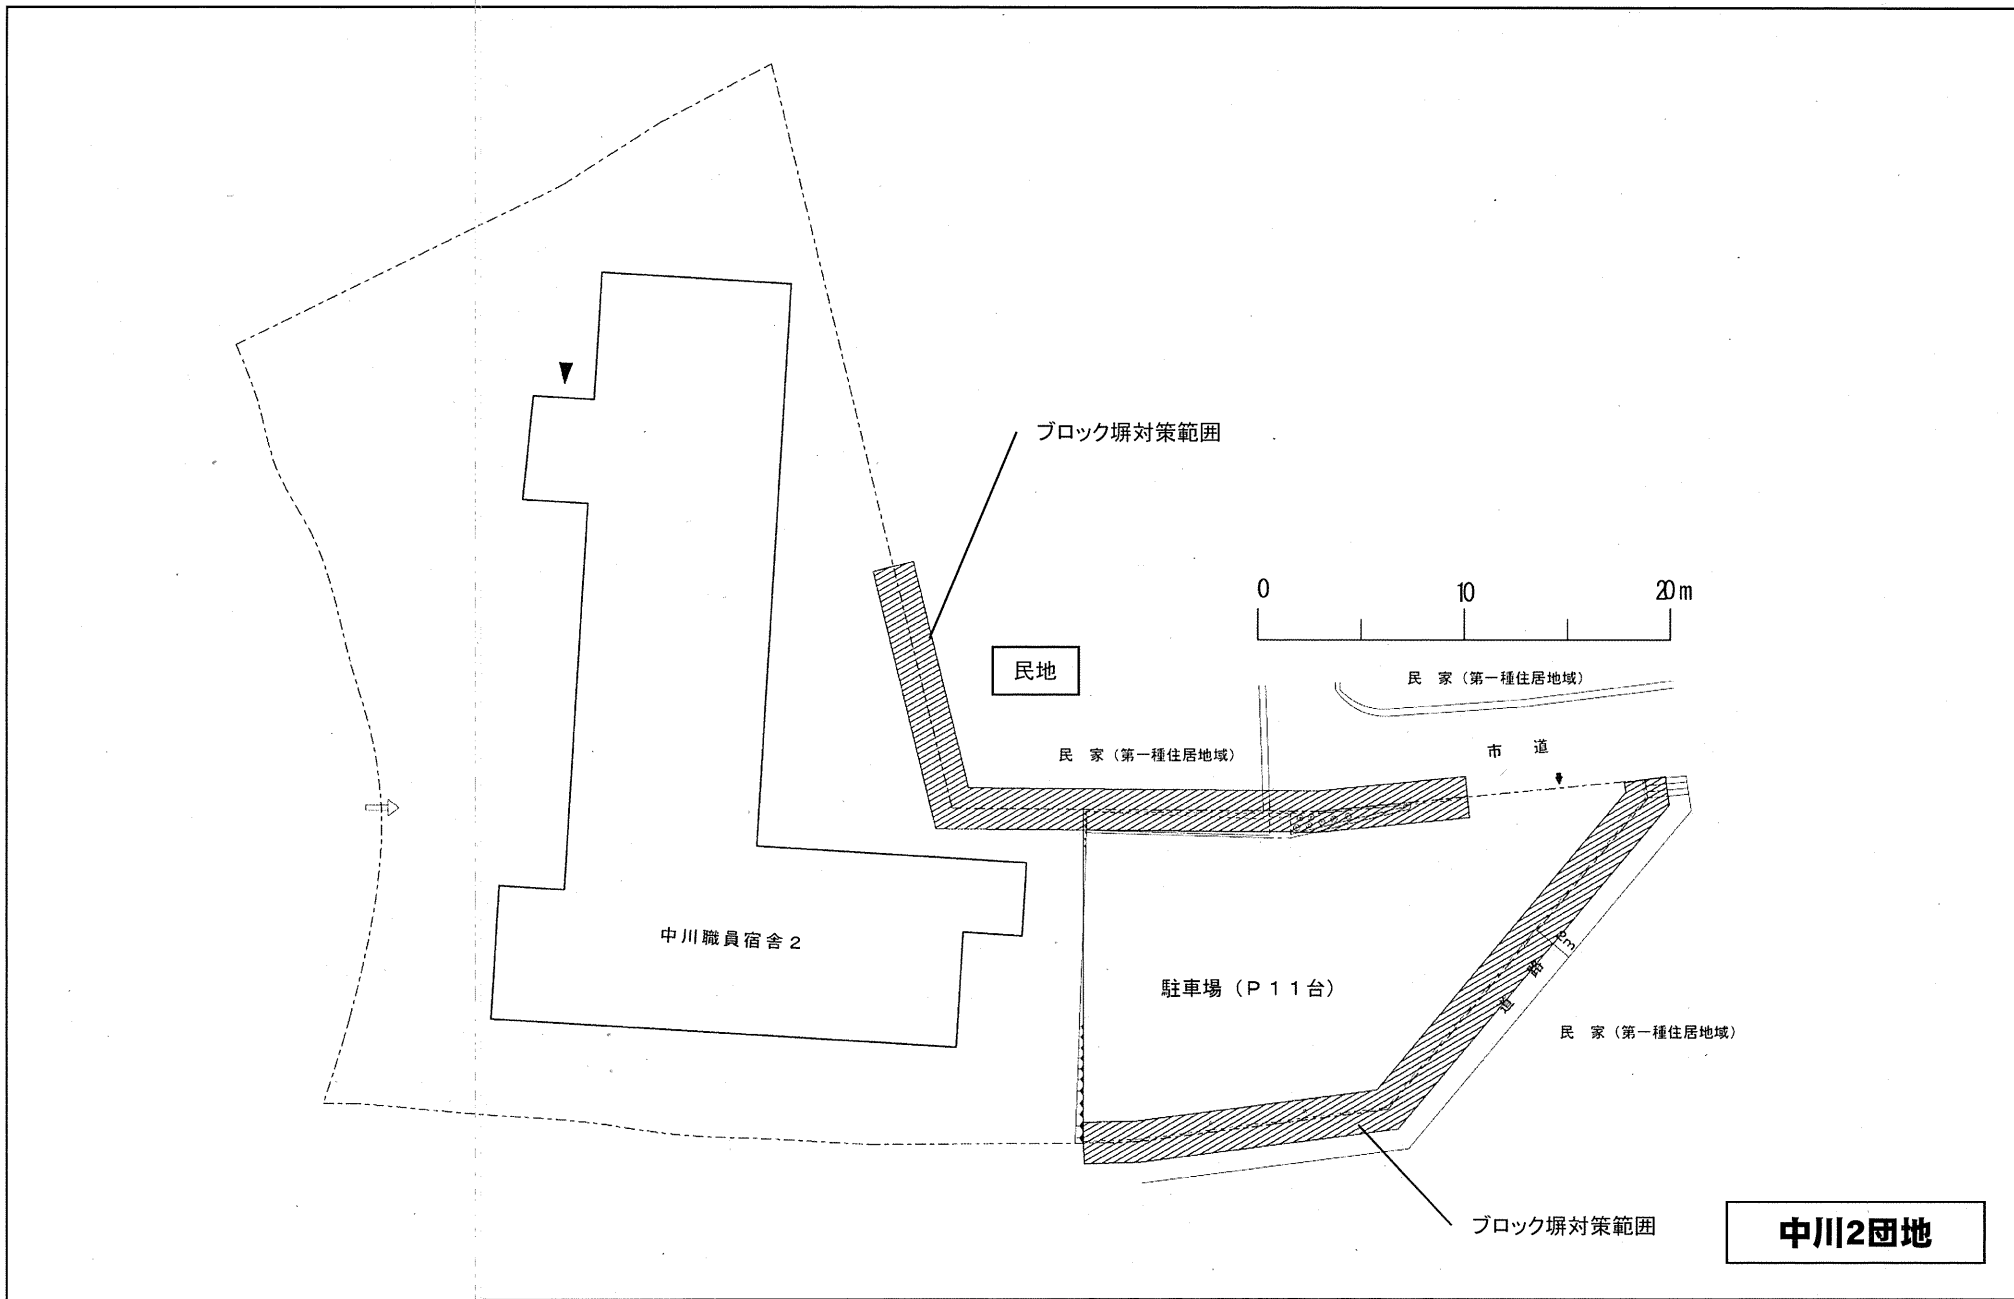 ブロック塀対策範囲
0 10 20m
民地
民 家（第一種住居地域）
民 家（第一種住居地域）
市 道
中川職員宿舎2
2m
道路
駐車場（P11台）
民 家（第一種住居地域）
ブロック塀対策範囲
中川2団地